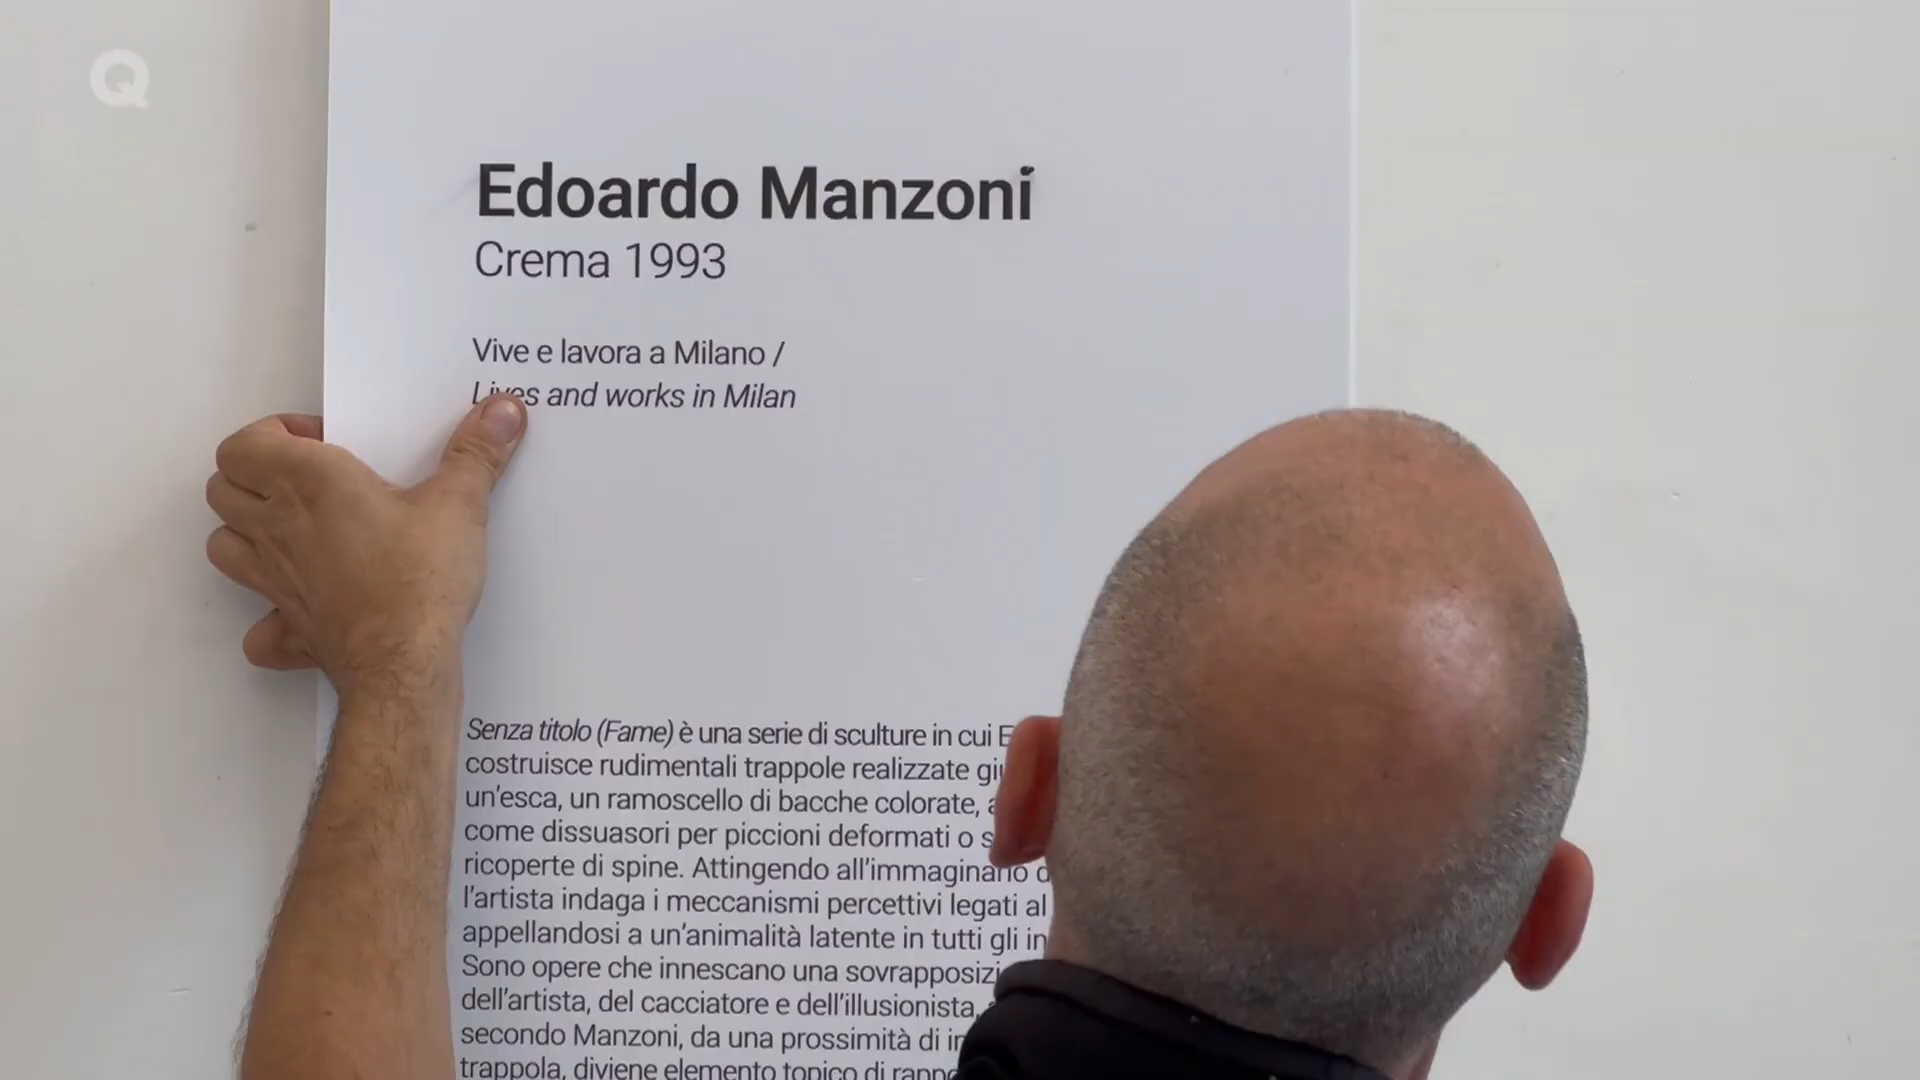 Q
Edoardo Manzoni
Crema 1993
Vive e lavora a Milano /
Lives and works in Milan
Senza titolo (Fame) è una serie di sculture in cui
costruisce rudimentali trappole realizzate
un’esca, un ramoscello di bacche colorate,
come dissuasori per piccioni deformati o
ricoperte di spine. Attingendo all’immaginario
l’artista indaga i meccanismi percettivi legati al
appellandosi a un’animalità latente in tutti gli
Sono opere che innescano una
dell’artista, del cacciatore e dell’illusionista,
secondo Manzoni, da una prossimità di
trappola, diviene elemento topico di